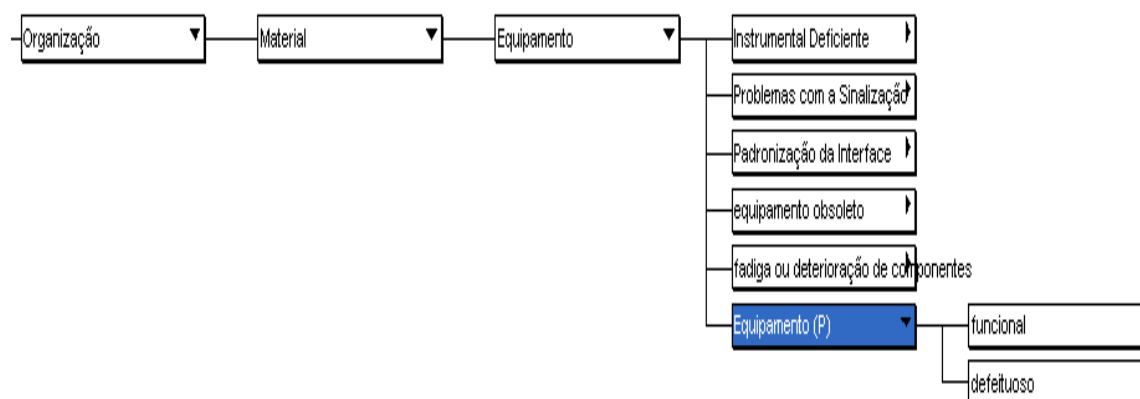 Organização
Material
Equipamento
Instrumental Deficiente
Problemas com a Sinalização
Padronização da Interface
equipamento obsoleto
fadiga ou deterioração de componentes
Equipamento (P)
funcional
defeituoso